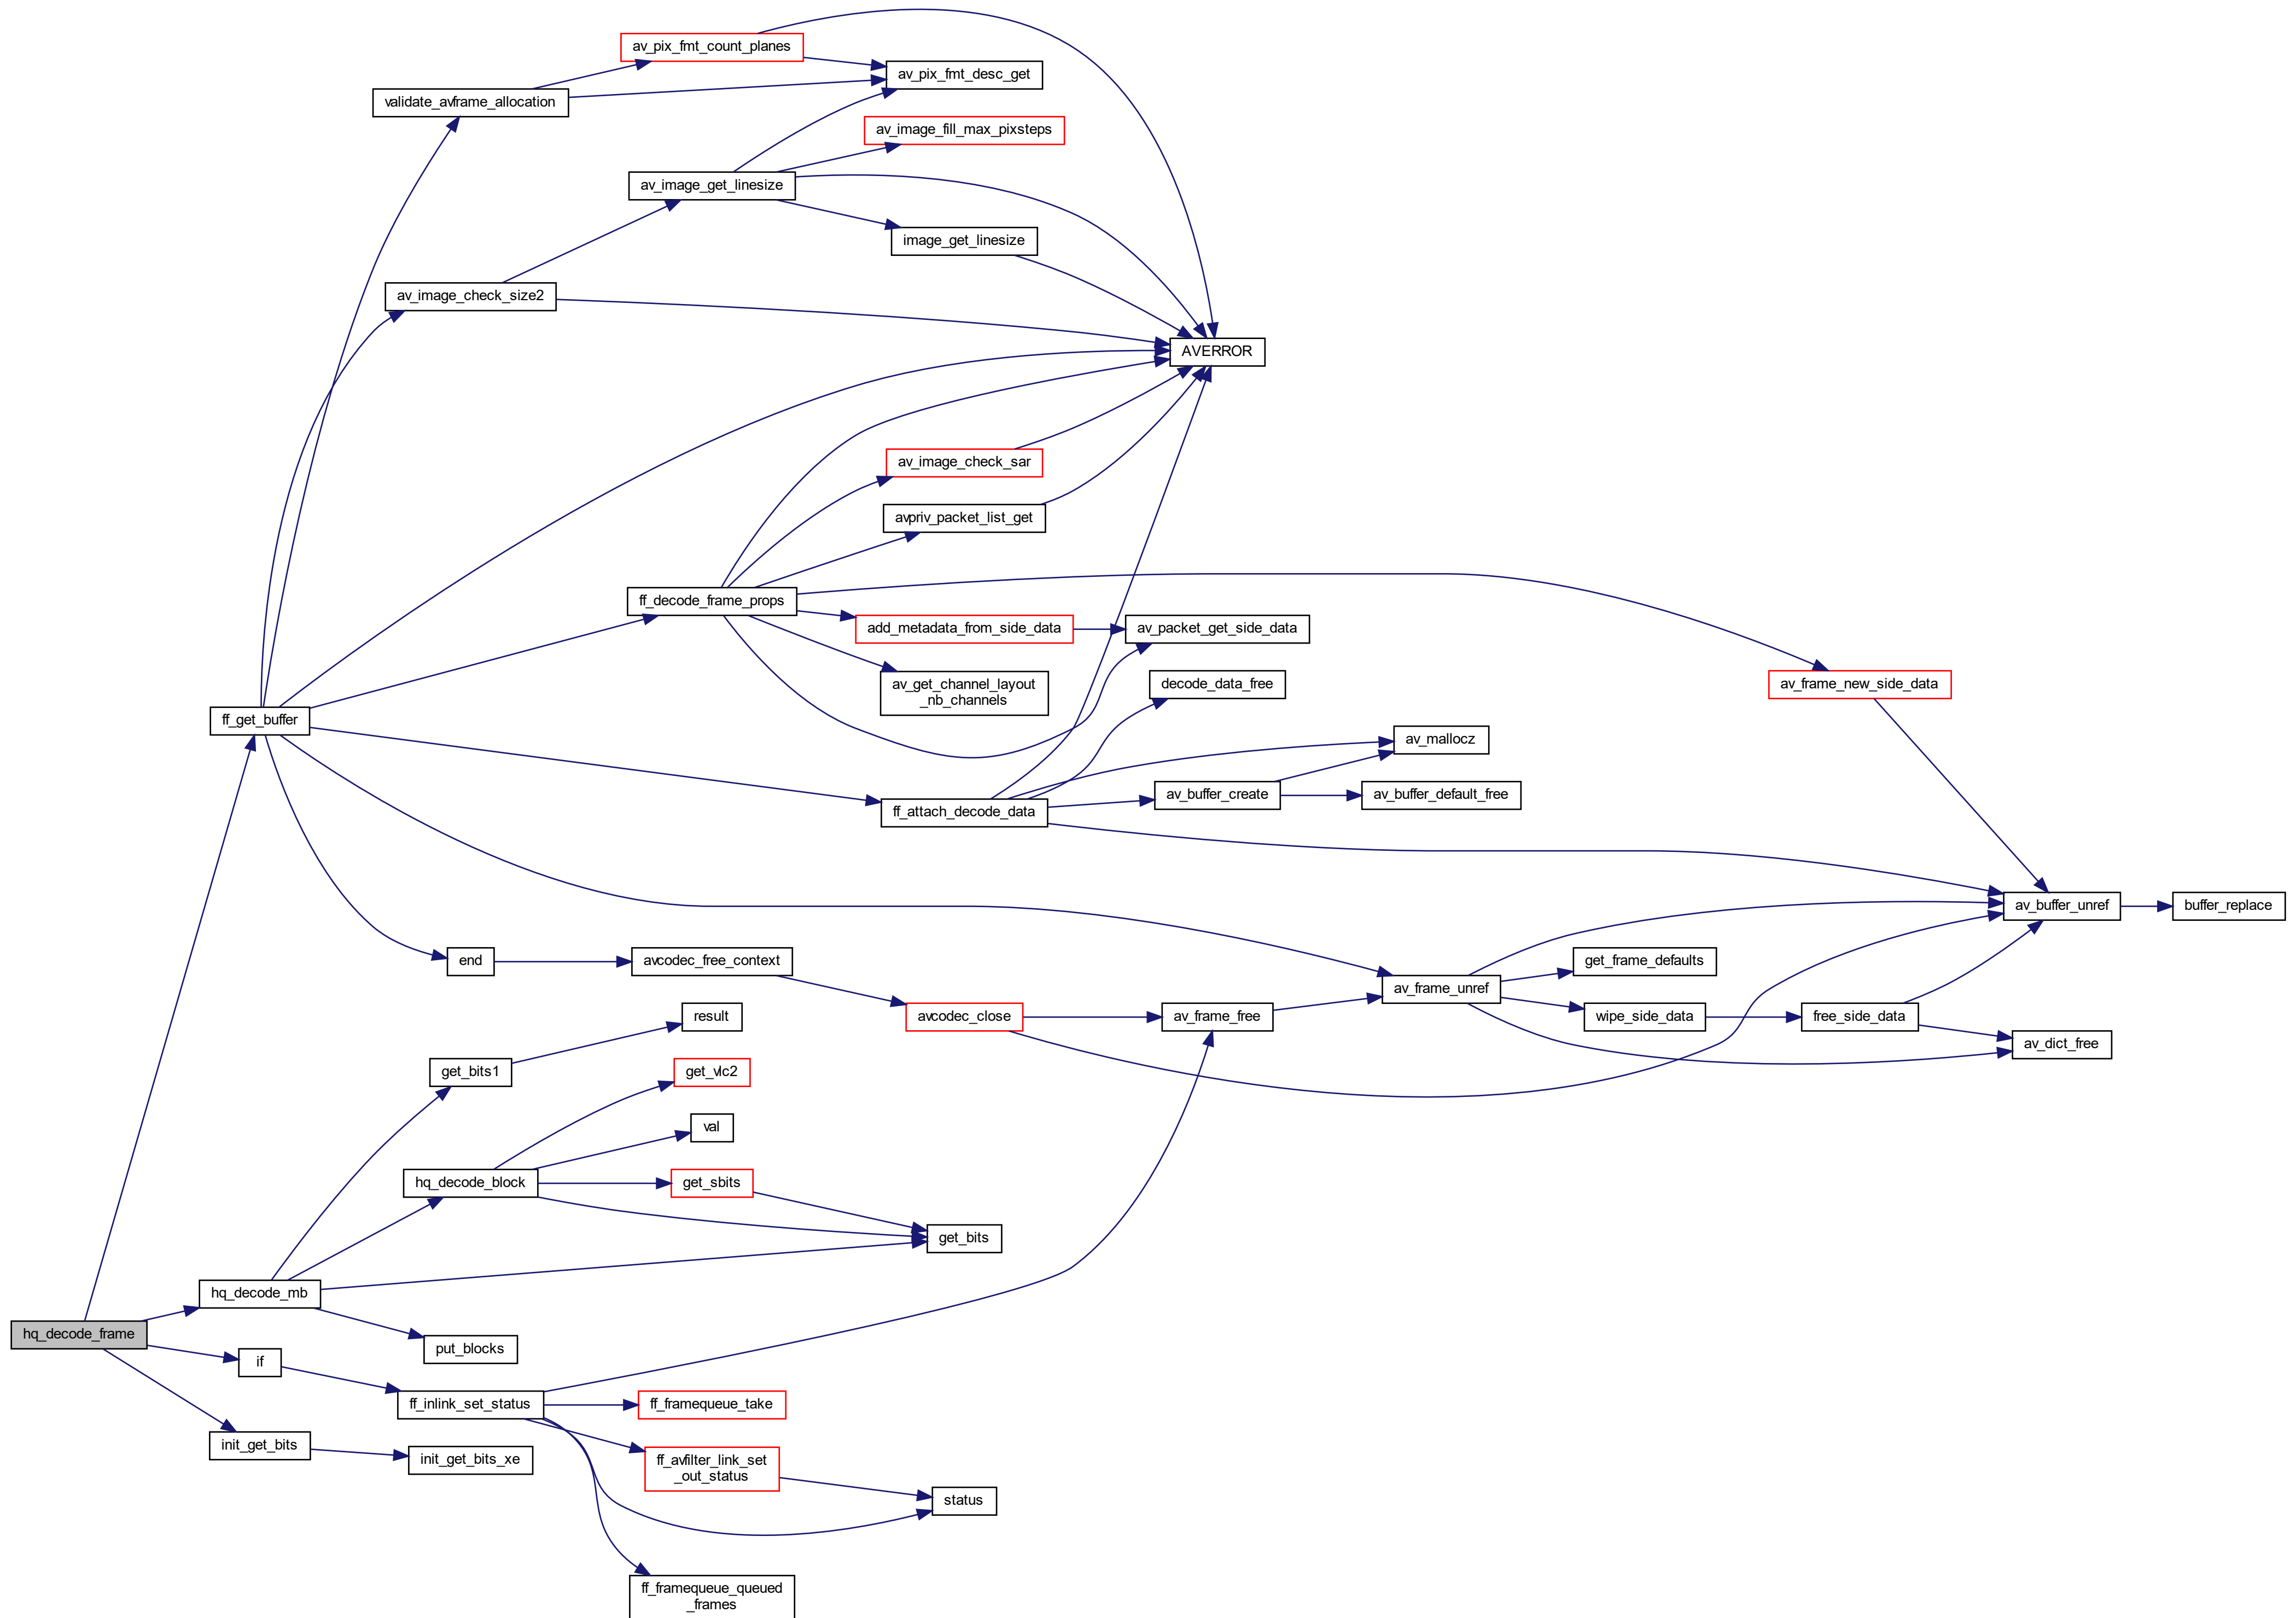 av_pix_fmt_count_planes
av_pix_fmt_desc_get
validate_avframe_allocation
av_image_fill_max_pixsteps
av_image_get_linesize
image_get_linesize
av_image_check_size2
AVERROR
av_image_check_sar
avpriv_packet_list_get
ff_decode_frame_props
add_metadata_from_side_data
av_packet_get_side_data
av_get_channel_layout
_nb_channels
decode_data_free
av_frame_new_side_data
ff_get_buffer
av_mallocz
av_buffer_create
av_buffer_default_free
ff_attach_decode_data
av_buffer_unref
buffer_replace
end
avcodec_free_context
get_frame_defaults
av_frame_unref
result
avcodec_close
av_frame_free
wipe_side_data
free_side_data
av_dict_free
get_bits1
get_vlc2
val
hq_decode_block
get_sbits
get_bits
hq_decode_mb
hq_decode_frame
put_blocks
if
ff_inlink_set_status
ff_framequeue_take
init_get_bits
init_get_bits_xe
ff_avfilter_link_set
_out_status
status
ff_framequeue_queued
_frames